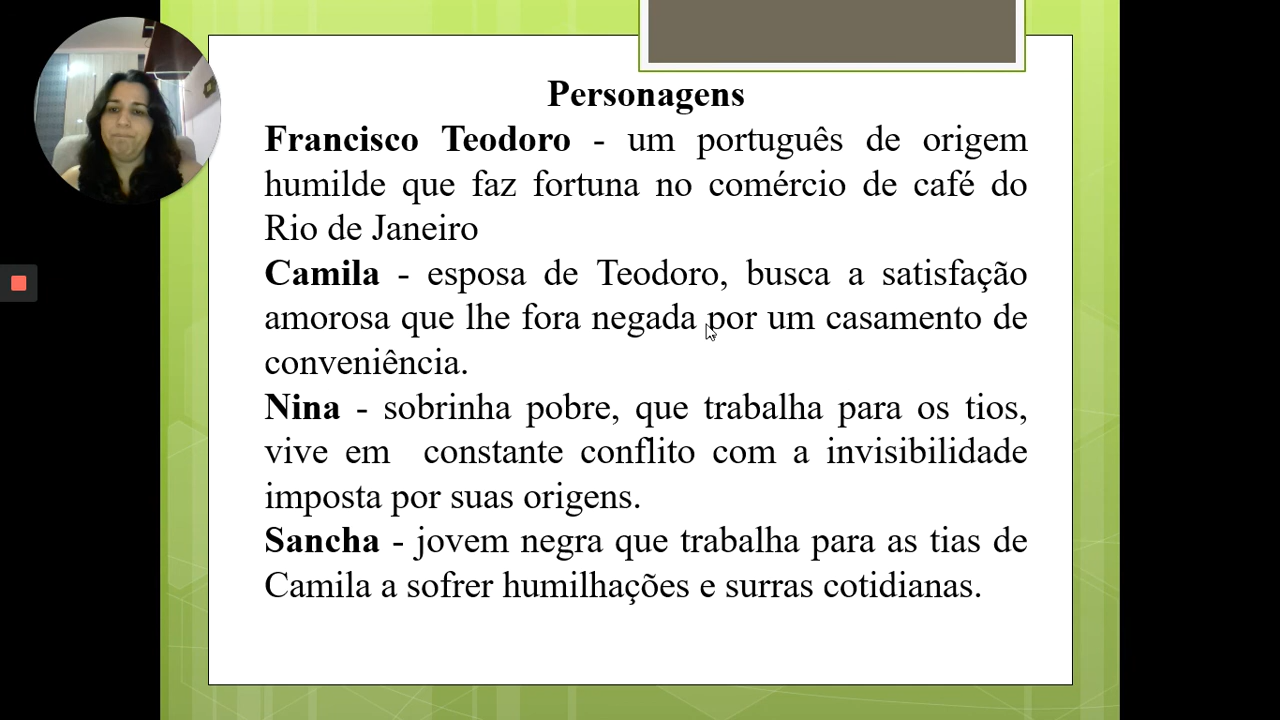 Personagens
Francisco Teodoro - um português de origem
humilde que faz fortuna no comércio de café do
Rio de Janeiro
Camila - esposa de Teodoro, busca a satisfação
amorosa que lhe fora negada por um casamento de
conveniência.
Nina - sobrinha pobre, que trabalha para os tios,
vive em constante conflito com a invisibilidade
imposta por suas origens.
Sancha - jovem negra que trabalha para as tias de
Camila a sofrer humilhações e surras cotidianas.